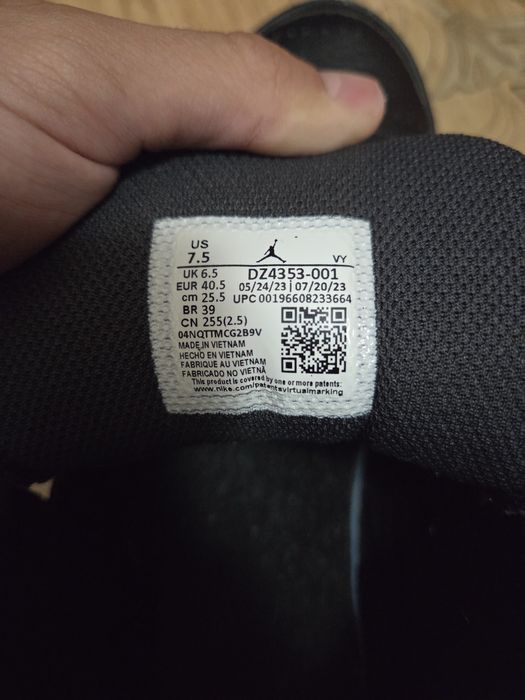 US
7.5
VY
UK 6.5 DZ4353-001
EUR 40.5 05/24/23 | 07/20/23
cm 25.5 UPC 00196608233664
BR 39
CN 255(2.5)
04NQTTMCG2B9V
MADE IN VIETNAM
HECHO EN VIETNAM
FABRIQUE AU VIETNAM
FABRICADO NO VIETNÃ
This product is covered by one or more patents:
www.nike.com/patentsvirtualmarking